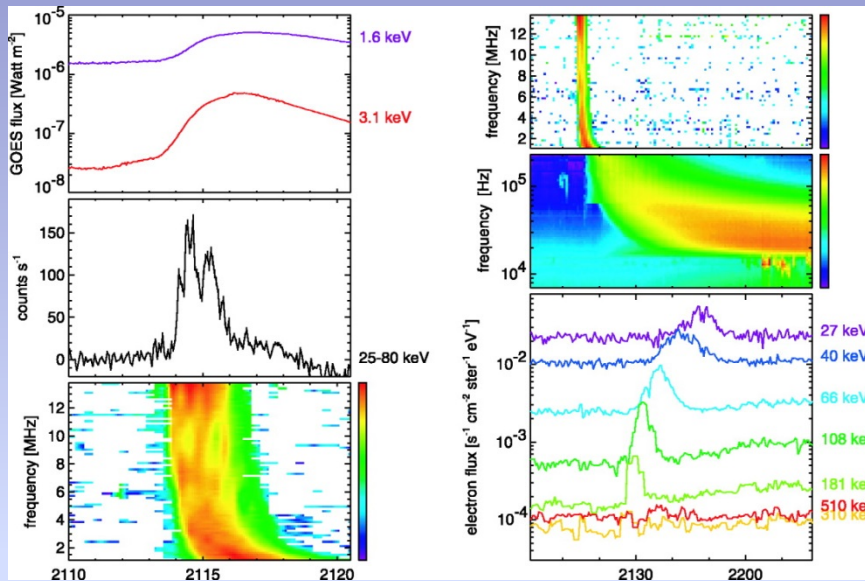 GOES flux [Watt m⁻²]
10⁻⁵
10⁻⁶
10⁻⁷
10⁻⁸
1.6 keV
3.1 keV
counts s⁻¹
150
100
50
0
25-80 keV
frequency [MHz]
12
10
8
6
4
2
2110
2115
2120
frequency [MHz]
12
10
8
6
4
2
frequency [Hz]
10⁵
10⁴
electron flux [s⁻¹ cm⁻² ster⁻¹ eV⁻¹]
10⁻²
10⁻³
10⁻⁴
27 keV
40 keV
66 keV
108 ke
181 ke
510 ke
310 ke
2130
2200